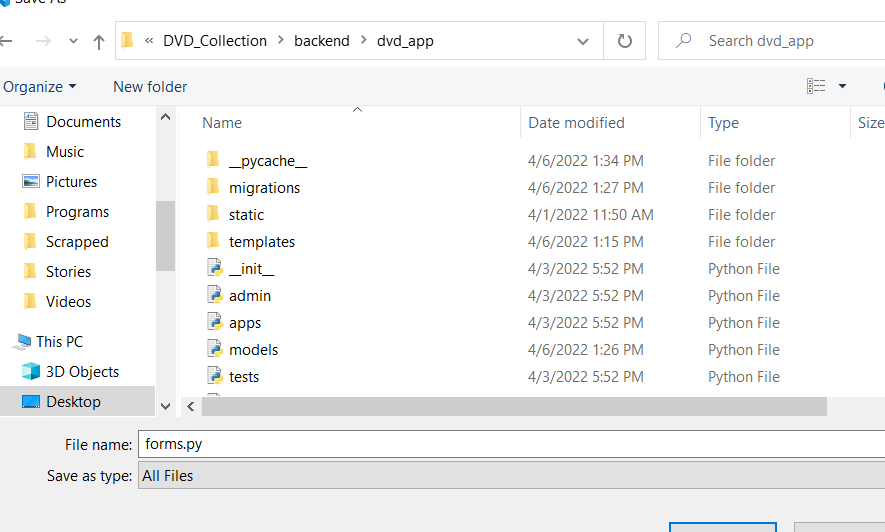 Save As
« DVD_Collection > backend > dvd_app
Search dvd_app
Organize
New folder
Documents
Music
Pictures
Programs
Scrapped
Stories
Videos
This PC
3D Objects
Desktop
Name Date modified Type Size
__pycache__ 4/6/2022 1:34 PM File folder
migrations 4/6/2022 1:27 PM File folder
static 4/1/2022 11:50 AM File folder
templates 4/6/2022 1:15 PM File folder
__init__ 4/3/2022 5:52 PM Python File
admin 4/3/2022 5:52 PM Python File
apps 4/3/2022 5:52 PM Python File
models 4/6/2022 1:26 PM Python File
tests 4/3/2022 5:52 PM Python File
File name: forms.py
Save as type: All Files